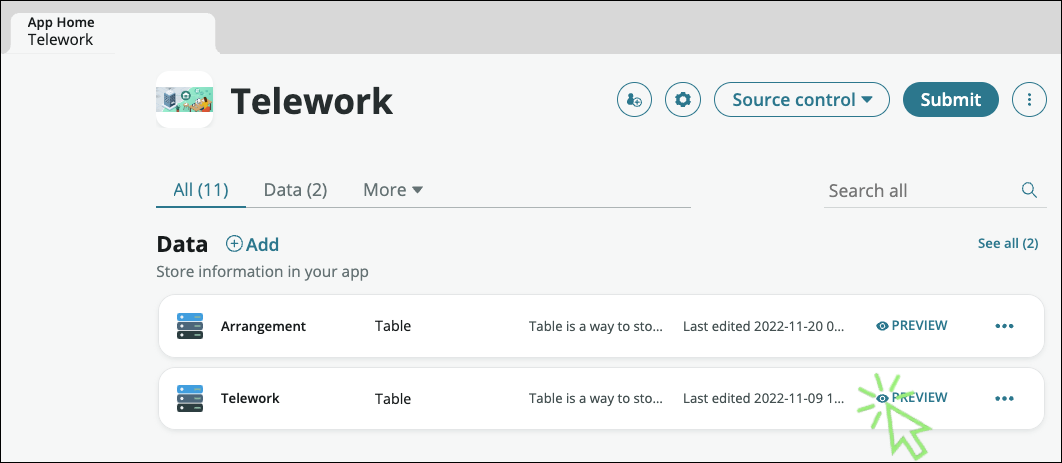 App Home
Telework
Telework
Source control
Submit
All (11)
Data (2)
More
Search all
Data
Add
See all (2)
Store information in your app
Arrangement
Table
Table is a way to sto...
Last edited 2022-11-20 0...
PREVIEW
Telework
Table
Table is a way to sto...
Last edited 2022-11-09 1...
PREVIEW